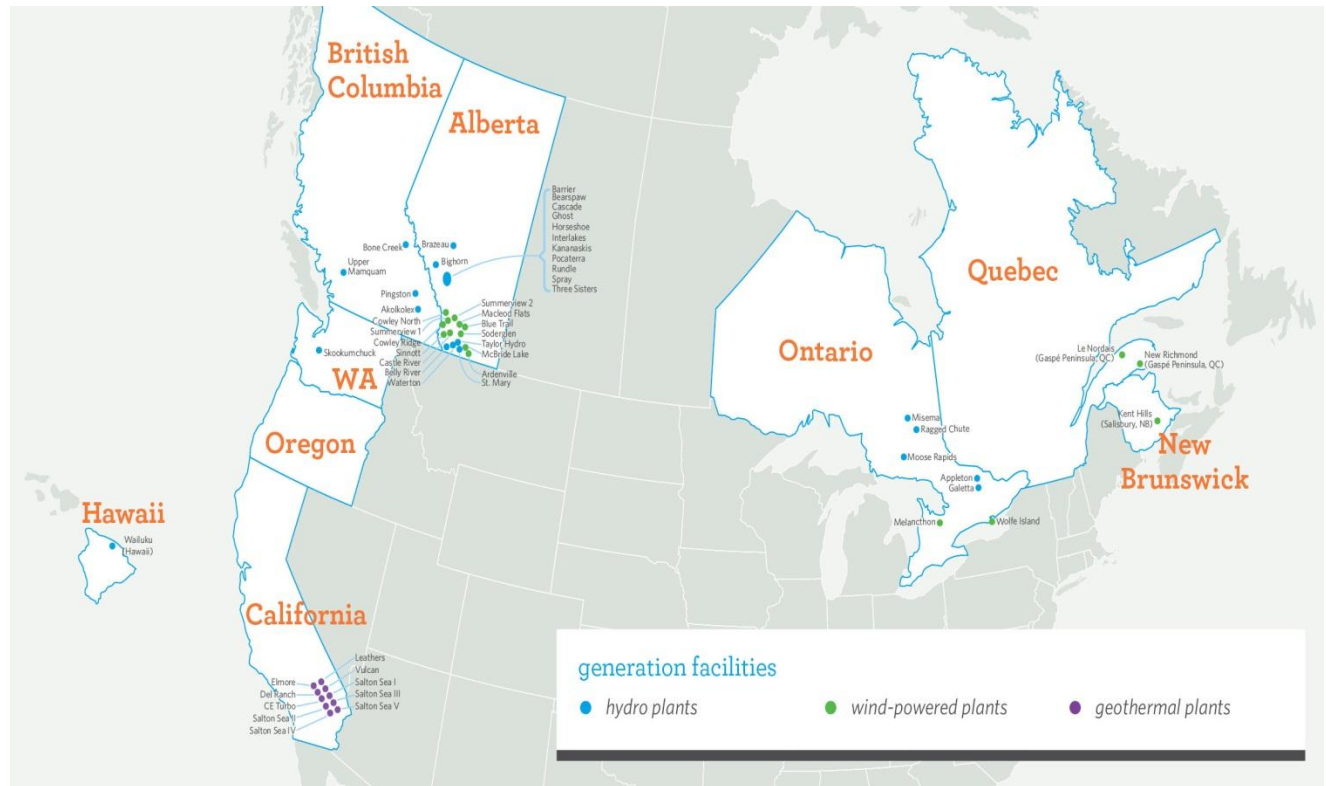 British
Columbia
Alberta
Barrier
Bearspaw
Cascade
Ghost
Horseshoe
Interlakes
Kananaskis
Pocaterra
Rundle
Spray
Three Sisters
Bone Creek
Brazeau
Bighorn
Upper
Mamquam
Pingston
Akolkolex
Cowley North
Summerview 1
Cowley Ridge
Sinnott
Castle River
Belly River
Waterton
Summerview 2
Macleod Flats
Blue Trail
Soderglen
Taylor Hydro
McBride Lake
Ardenville
St. Mary
Skookumchuck
WA
Oregon
Hawaii
Wailuku
(Hawaii)
California
Leathers
Vulcan
Salton Sea I
Salton Sea III
Salton Sea V
Elmore
Del Ranch
CE Turbo
Salton Sea II
Salton Sea IV
Ontario
Misema
Ragged Chute
Moose Rapids
Appleton
Galetta
Melancthon
Wolfe Island
Quebec
Le Nordais
(Gaspé Peninsula, QC)
New Richmond
(Gaspé Peninsula, QC)
Kent Hills
(Salisbury, NB)
New
Brunswick
generation facilities
hydro plants
wind-powered plants
geothermal plants